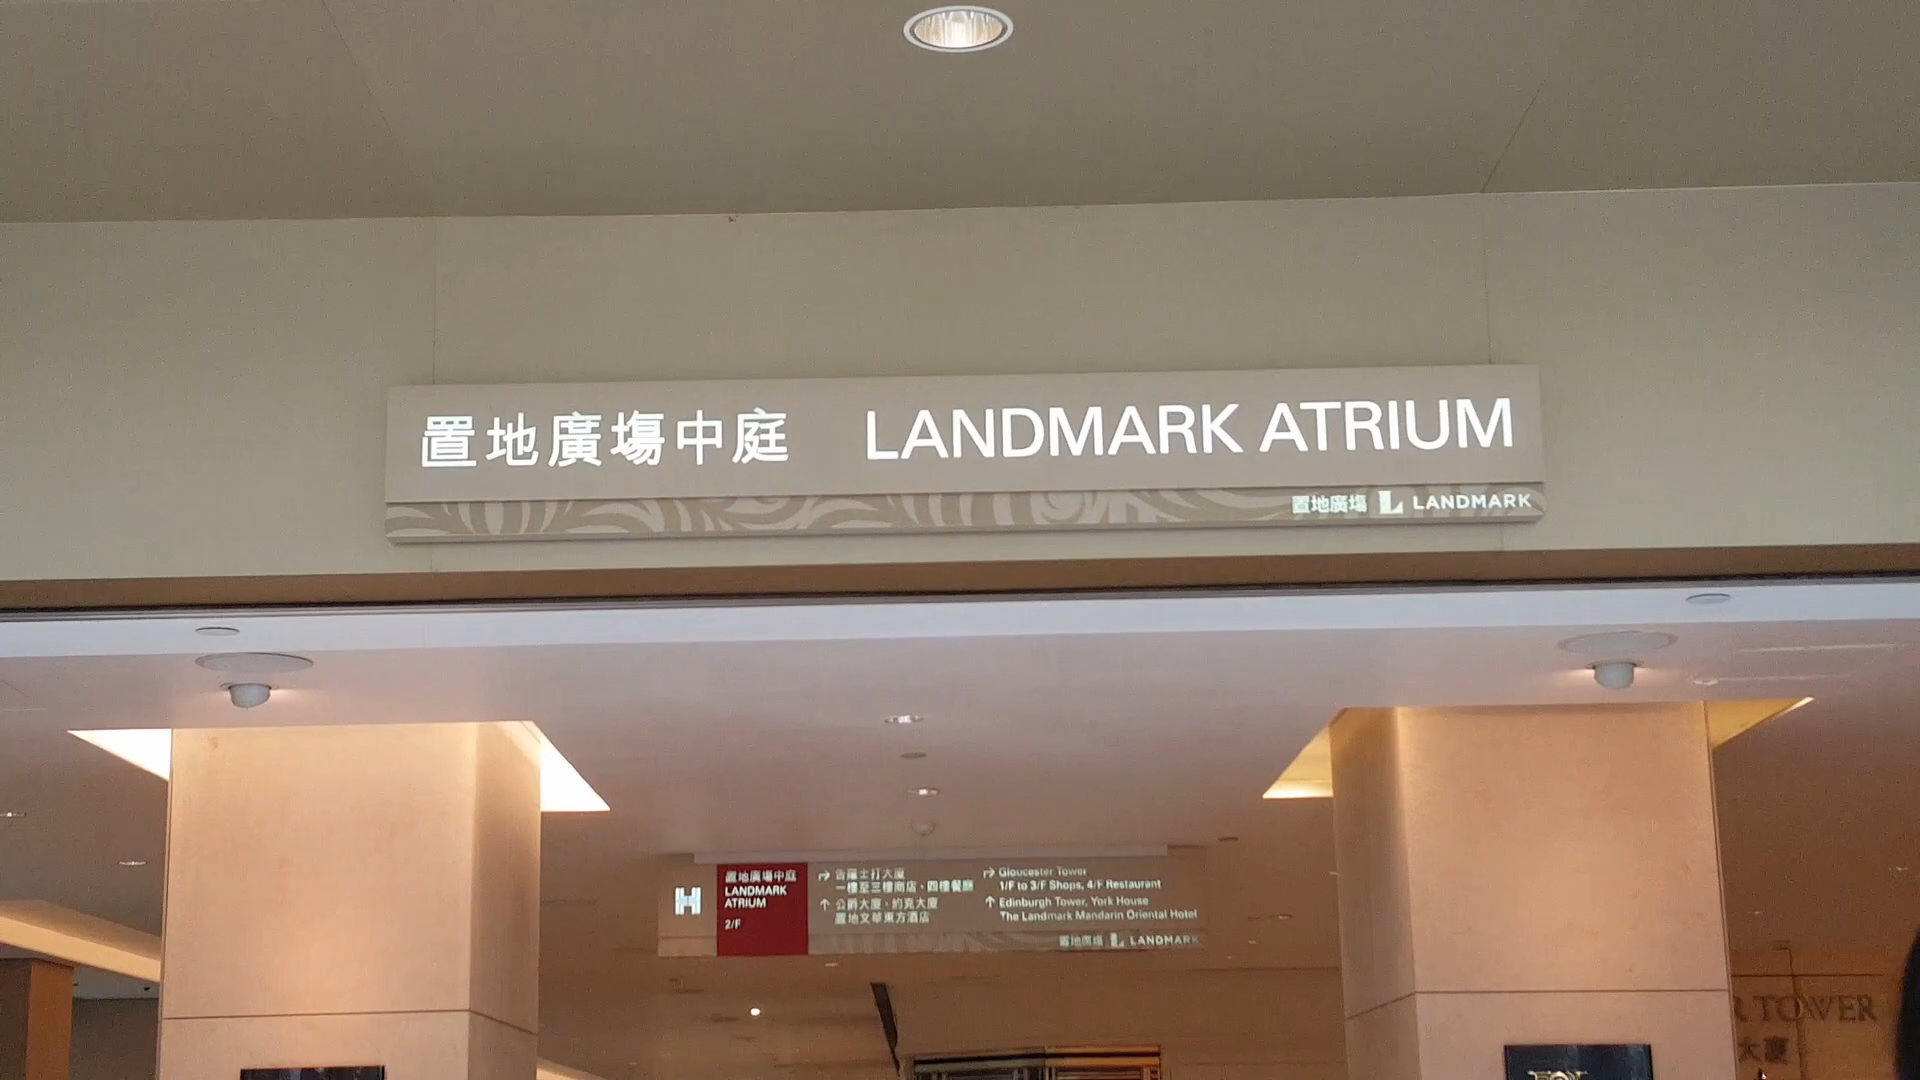 置地廣場中庭 LANDMARK ATRIUM
置地廣場 L LANDMARK
置地廣場中庭
LANDMARK
ATRIUM
2/F
告羅士打大廈
一樓至三樓商店、四樓餐廳
公爵大廈、約克大廈
置地文華東方酒店
Gloucester Tower
1/F to 3/F Shops, 4/F Restaurant
Edinburgh Tower, York House
The Landmark Mandarin Oriental Hotel
置地廣場 L LANDMARK
R TOWER
大廈